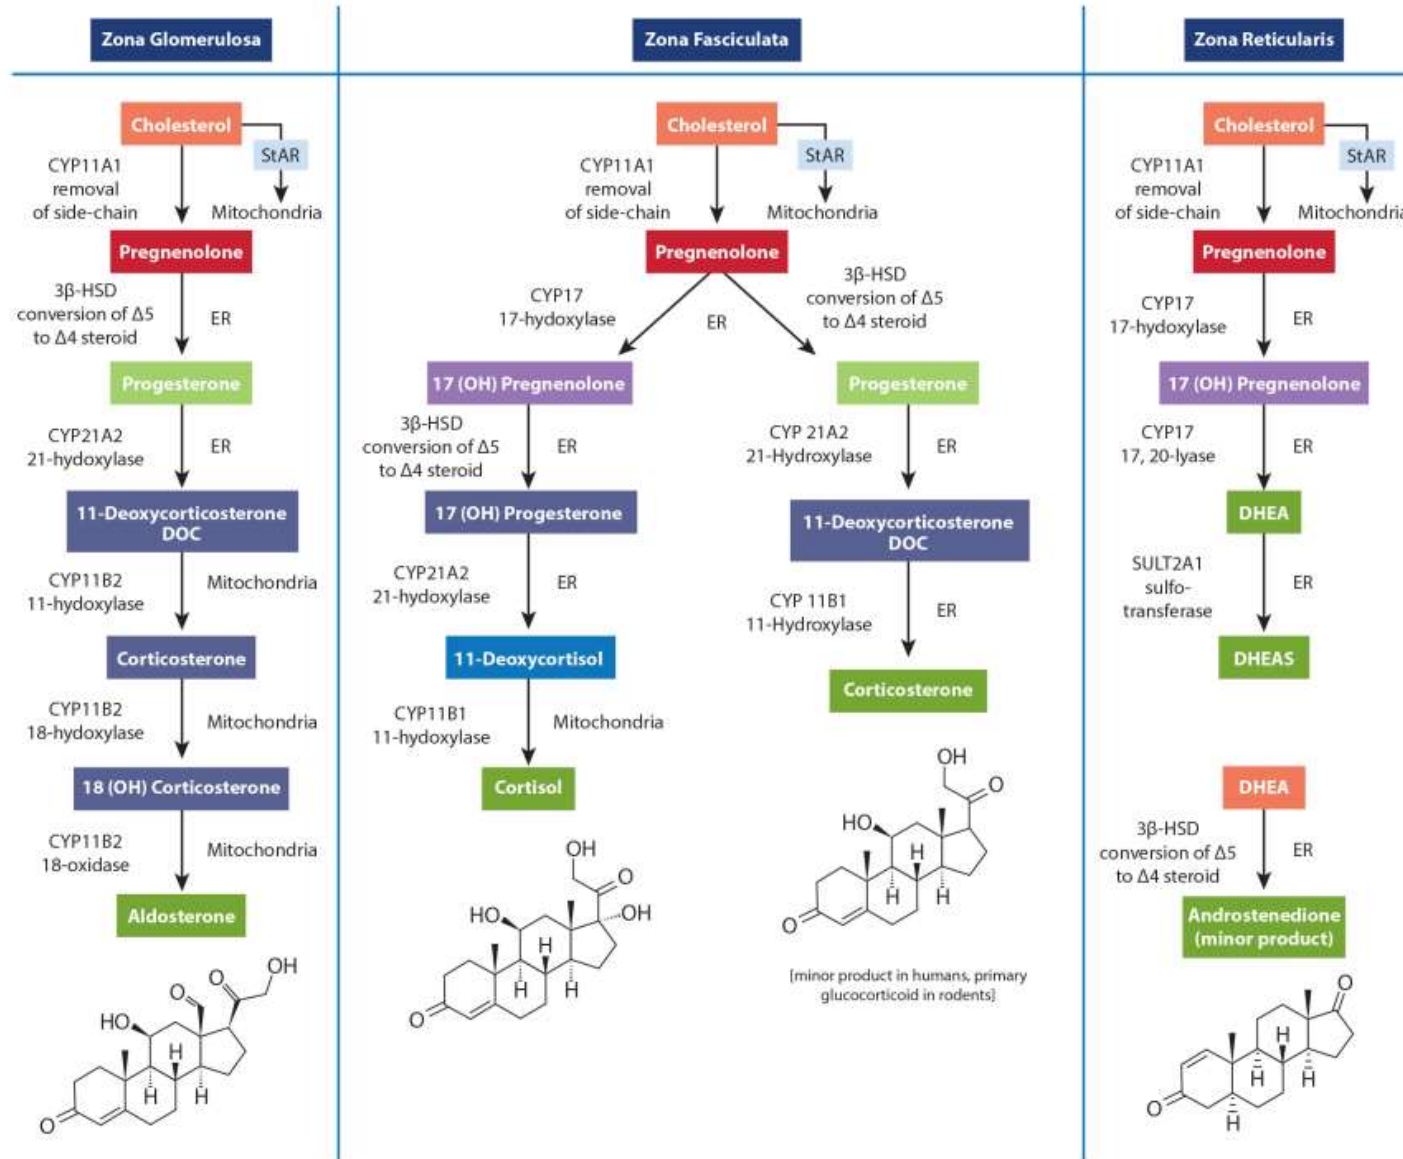 Zona Glomerulosa
Cholesterol
StAR
CYP11A1
removal
of side-chain
Mitochondria
Pregnenolone
3β-HSD
conversion of Δ5
to Δ4 steroid
ER
Progesterone
CYP21A2
21-hydoxylase
ER
11-Deoxycorticosterone
DOC
CYP11B2
11-hydoxylase
Mitochondria
Corticosterone
CYP11B2
18-hydoxylase
Mitochondria
18 (OH) Corticosterone
CYP11B2
18-oxidase
Mitochondria
Aldosterone
O
O
OH
HO
H
H
H
O
Zona Fasciculata
Cholesterol
StAR
CYP11A1
removal
of side-chain
Mitochondria
Pregnenolone
CYP17
17-hydoxylase
ER
3β-HSD
conversion of Δ5
to Δ4 steroid
17 (OH) Pregnenolone
3β-HSD
conversion of Δ5
to Δ4 steroid
ER
17 (OH) Progesterone
CYP21A2
21-hydoxylase
ER
11-Deoxycortisol
CYP11B1
11-hydoxylase
Mitochondria
Cortisol
OH
O
HO
OH
H
H
H
O
Progesterone
CYP 21A2
21-Hydroxylase
ER
11-Deoxycorticosterone
DOC
CYP 11B1
11-Hydroxylase
ER
Corticosterone
OH
O
HO
H
H
H
O
[minor product in humans, primary
glucocorticoid in rodents]
Zona Reticularis
Cholesterol
StAR
CYP11A1
removal
of side-chain
Mitochondria
Pregnenolone
CYP17
17-hydoxylase
ER
17 (OH) Pregnenolone
CYP17
17, 20-lyase
ER
DHEA
SULT2A1
sulfo-
transferase
ER
DHEAS
DHEA
3β-HSD
conversion of Δ5
to Δ4 steroid
ER
Androstenedione
(minor product)
O
H
H
H
O
H